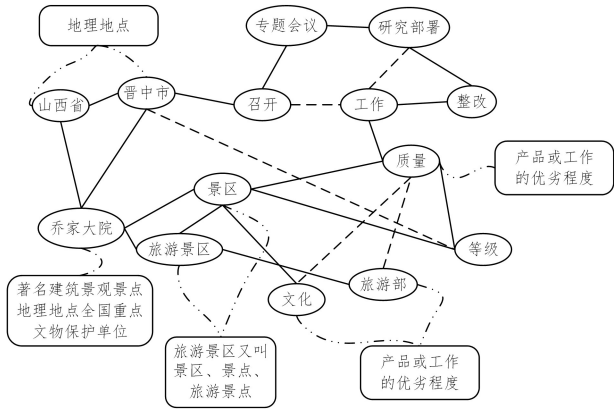 地理地点
专题会议
研究部署
山西省
晋中市
召开
工作
整改
质量
产品或工作
的优劣程度
景区
乔家大院
旅游景区
等级
著名建筑景观景点
地理地点全国重点
文物保护单位
文化
旅游部
旅游景区又叫
景区、景点、
旅游景点
产品或工作
的优劣程度